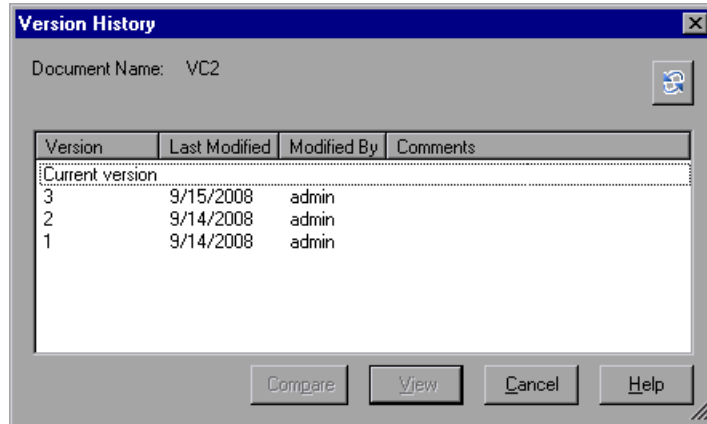 Version History
Document Name: VC2
Version Last Modified Modified By Comments
Current version
3 9/15/2008 admin
2 9/14/2008 admin
1 9/14/2008 admin
Compare View Cancel Help